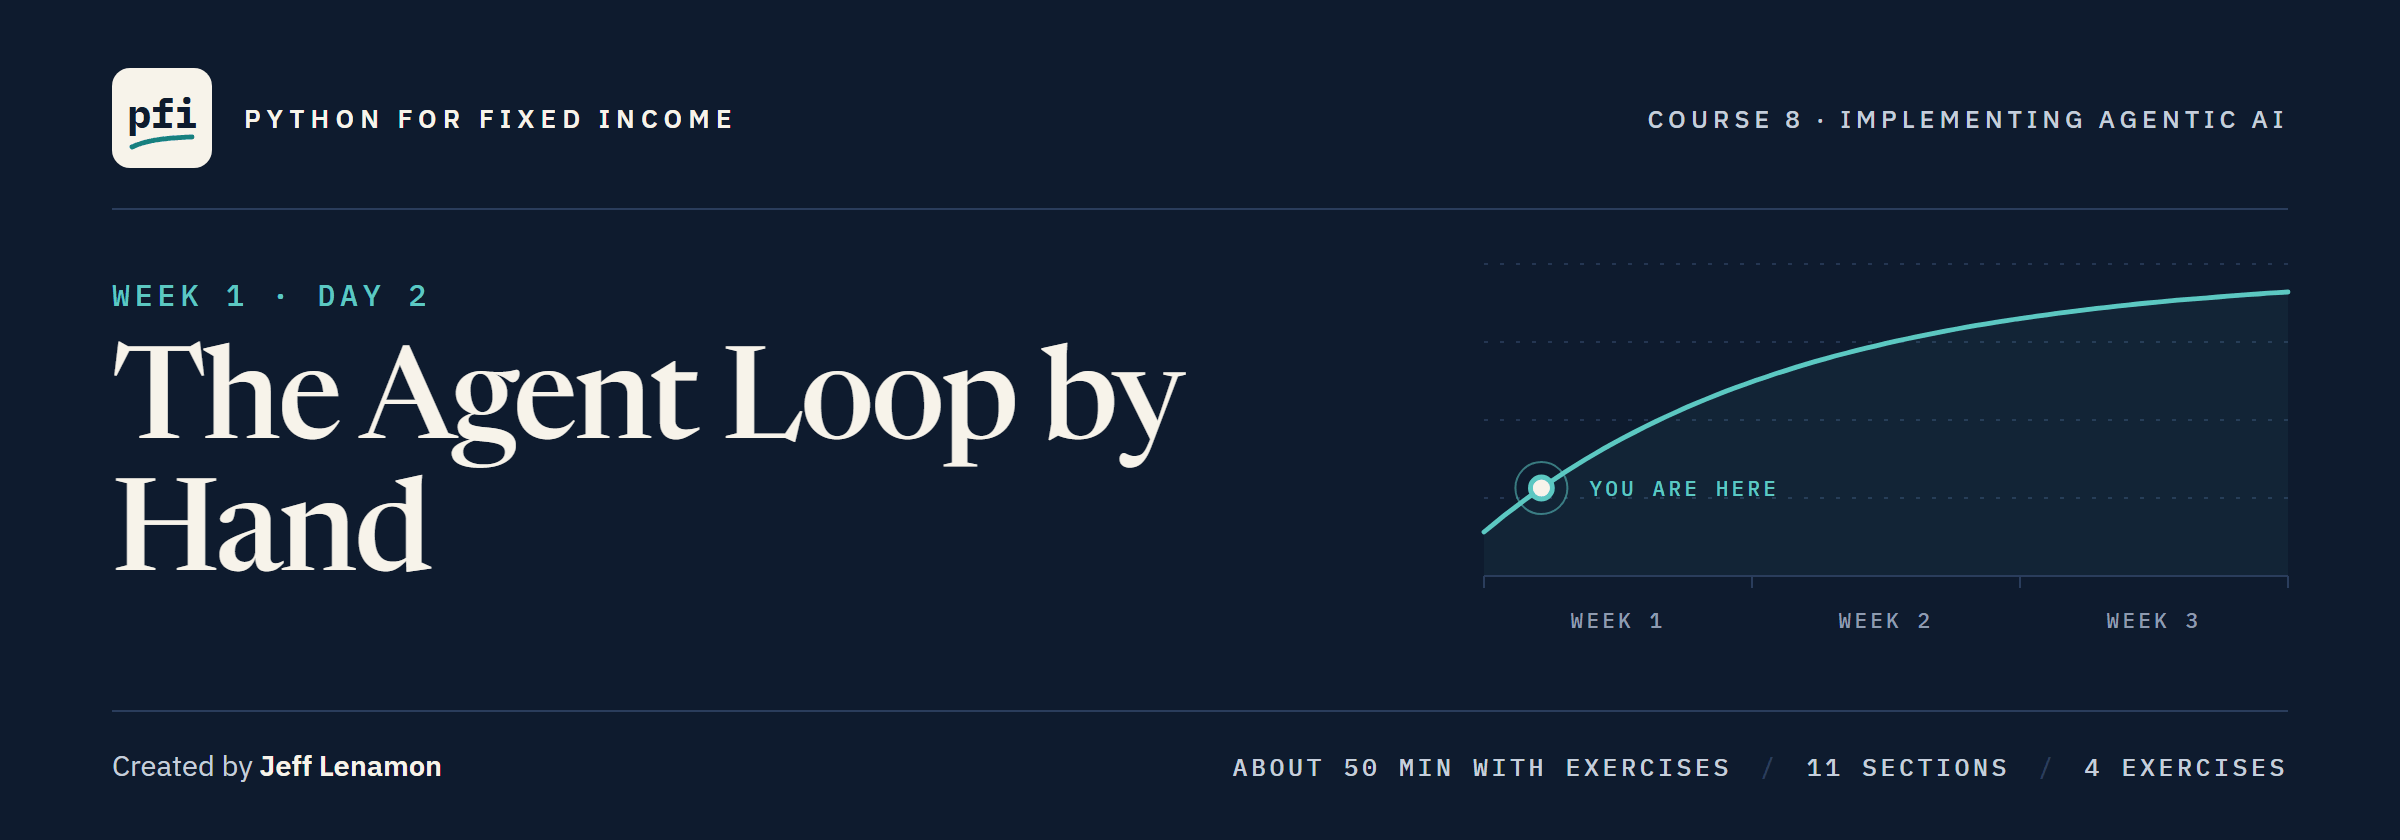 pfi
PYTHON FOR FIXED INCOME
COURSE 8 · IMPLEMENTING AGENTIC AI
WEEK 1 · DAY 2
The Agent Loop by
Hand
YOU ARE HERE
WEEK 1
WEEK 2
WEEK 3
Created by Jeff Lenamon
ABOUT 50 MIN WITH EXERCISES / 11 SECTIONS / 4 EXERCISES